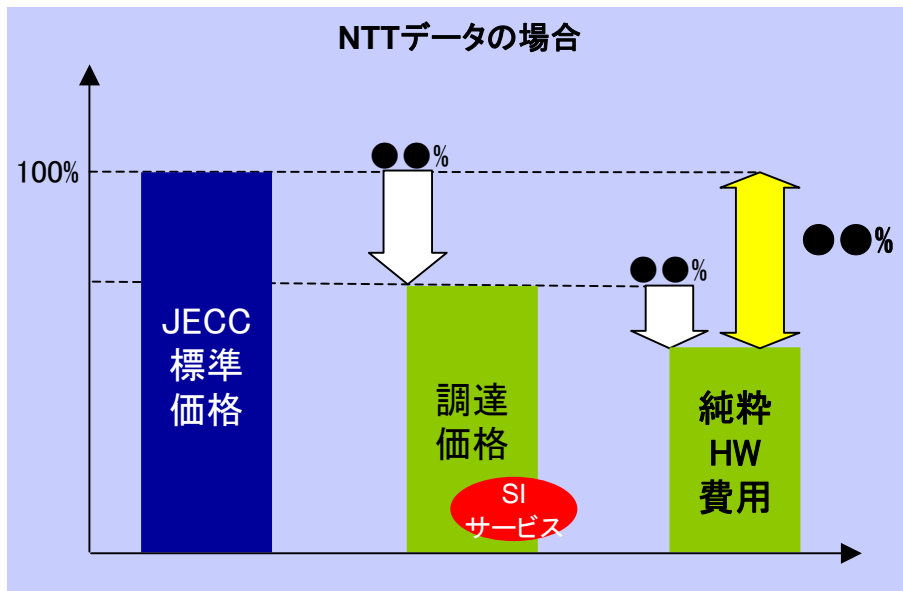 NTTデータの場合
100%
●●%
●●%
●●%
JECC
標準
価格
調達
価格
SI
サービス
純粋
HW
費用